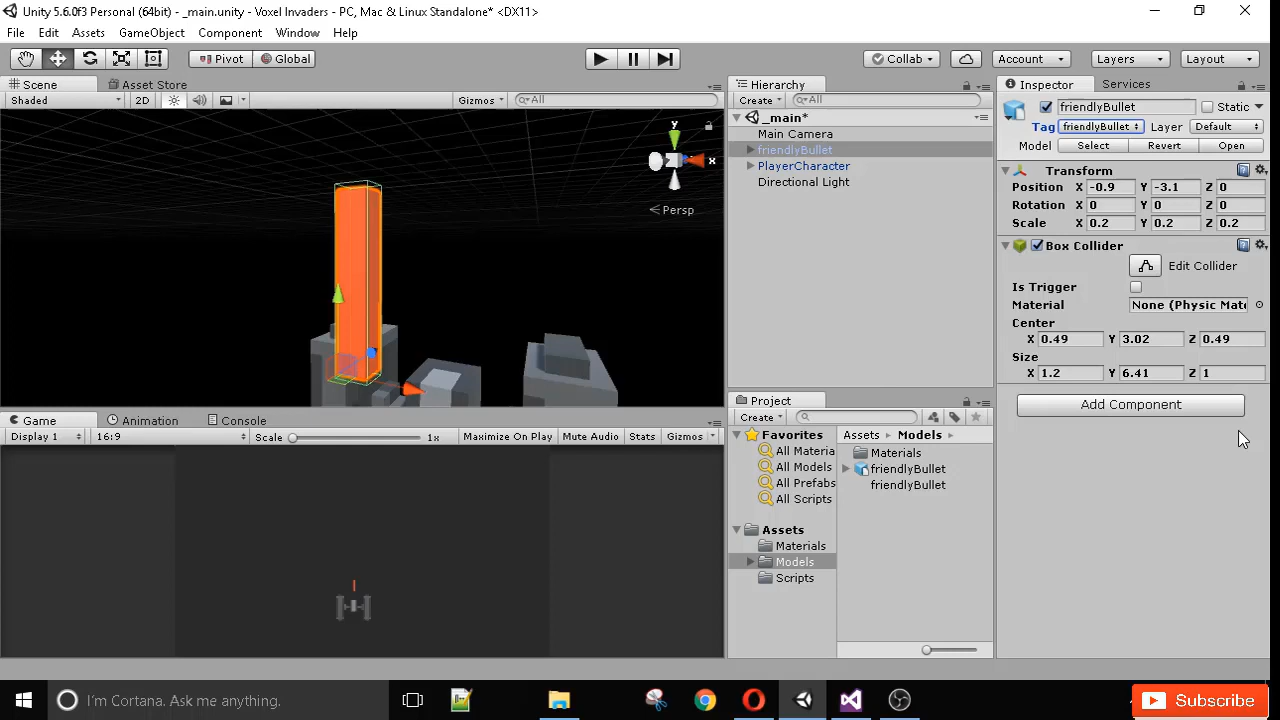 Unity 5.6.0f3 Personal (64bit) - _main.unity - Voxel Invaders - PC, Mac & Linux Standalone* <DX11>
File Edit Assets GameObject Component Window Help
Pivot Global Collab Account Layers Layout
Scene Asset Store
Shaded 2D Gizmos All
y
x
Persp
Game Animation Console
Display 1 16:9 Scale 1x Maximize On Play Mute Audio Stats Gizmos
Hierarchy
Create All
_main*
Main Camera
friendlyBullet
PlayerCharacter
Directional Light
Project
Create
Favorites
All Materia
All Models
All Prefabs
All Scripts
Assets
Materials
Models
Scripts
Assets Models
Materials
friendlyBullet
friendlyBullet
Inspector Services
friendlyBullet Static
Tag friendlyBullet Layer Default
Model Select Revert Open
Transform
Position X -0.9 Y -3.1 Z 0
Rotation X 0 Y 0 Z 0
Scale X 0.2 Y 0.2 Z 0.2
Box Collider
Edit Collider
Is Trigger
Material None (Physic Mate
Center
X 0.49 Y 3.02 Z 0.49
Size
X 1.2 Y 6.41 Z 1
Add Component
I'm Cortana. Ask me anything.
Subscribe